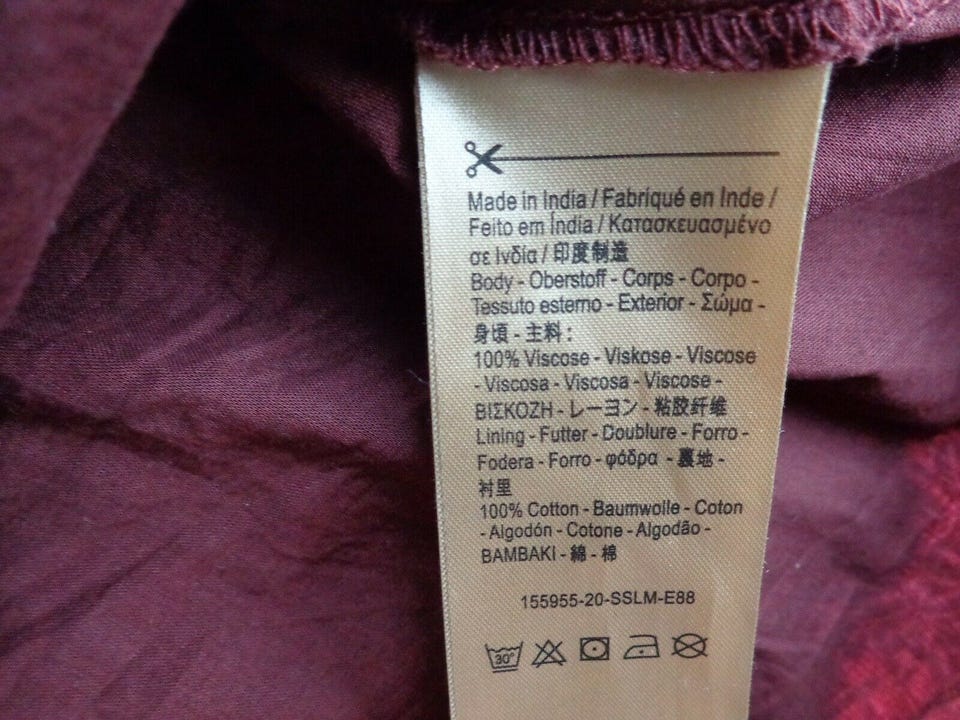 Made in India / Fabriqué en Inde /
Feito em Índia / Κατασκευασμένο
σε Ινδία / 印度制造
Body - Oberstoff - Corps - Corpo -
Tessuto esterno - Exterior - Σώμα -
身頃 - 主料 :
100% Viscose - Viskose - Viscose
- Viscosa - Viscosa - Viscose -
ΒΙΣΚΟΖΗ - レーヨン - 粘胶纤维
Lining - Futter - Doublure - Forro -
Fodera - Forro - φόδρα - 裏地 -
衬里
100% Cotton - Baumwolle - Coton
- Algodón - Cotone - Algodão -
ΒΑΜΒΑΚΙ - 綿 - 棉
155955-20-SSLM-E88
30°